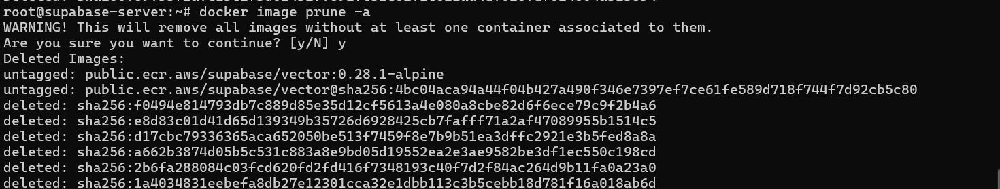 root@supabase-server:~# docker image prune -a
WARNING! This will remove all images without at least one container associated to them.
Are you sure you want to continue? [y/N] y
Deleted Images:
untagged: public.ecr.aws/supabase/vector:0.28.1-alpine
untagged: public.ecr.aws/supabase/vector@sha256:4bc04aca94a44f04b427a490f346e7397ef7ce61fe589d718f744f7d92cb5c80
deleted: sha256:f0494e814793db7c889d85e35d12cf5613a4e080a8cbe82d6f6ece79c9f2b4a6
deleted: sha256:e8d83c01d41d65d139349b35726d6928425cb7fafff71a2af47089955b1514c5
deleted: sha256:d17cbc79336365aca652050be513f7459f8e7b9b51ea3dffc2921e3b5fed8a8a
deleted: sha256:a662b3874d05b5c531c883a8e9bd05d19552ea2e3ae9582be3df1ec550c198cd
deleted: sha256:2b6fa288084c03fcd620fd2fd416f7348193c40f7d2f84ac264d9b11fa0a23a0
deleted: sha256:1a4034831eebefa8db27e12301cca32e1dbb113c3b5cebb18d781f16a018ab6d